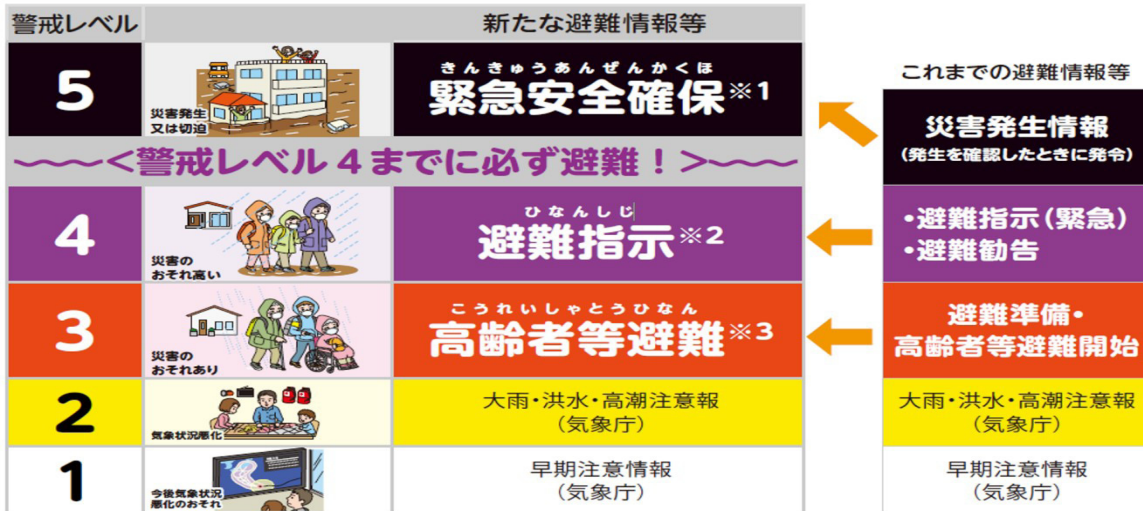 警戒レベル
新たな避難情報等
5
災害発生
又は切迫
きんきゅうあんぜんかくほ
緊急安全確保※1
〜〜〜<警戒レベル4までに必ず避難！>〜〜〜
4
災害の
おそれ高い
ひなんしじ
避難指示※2
3
災害の
おそれあり
こうれいしゃとうひなん
高齢者等避難※3
2
気象状況悪化
大雨・洪水・高潮注意報
（気象庁）
1
今後気象状況
悪化のおそれ
早期注意情報
（気象庁）
これまでの避難情報等
災害発生情報
（発生を確認したときに発令）
・避難指示（緊急）
・避難勧告
避難準備・
高齢者等避難開始
大雨・洪水・高潮注意報
（気象庁）
早期注意情報
（気象庁）